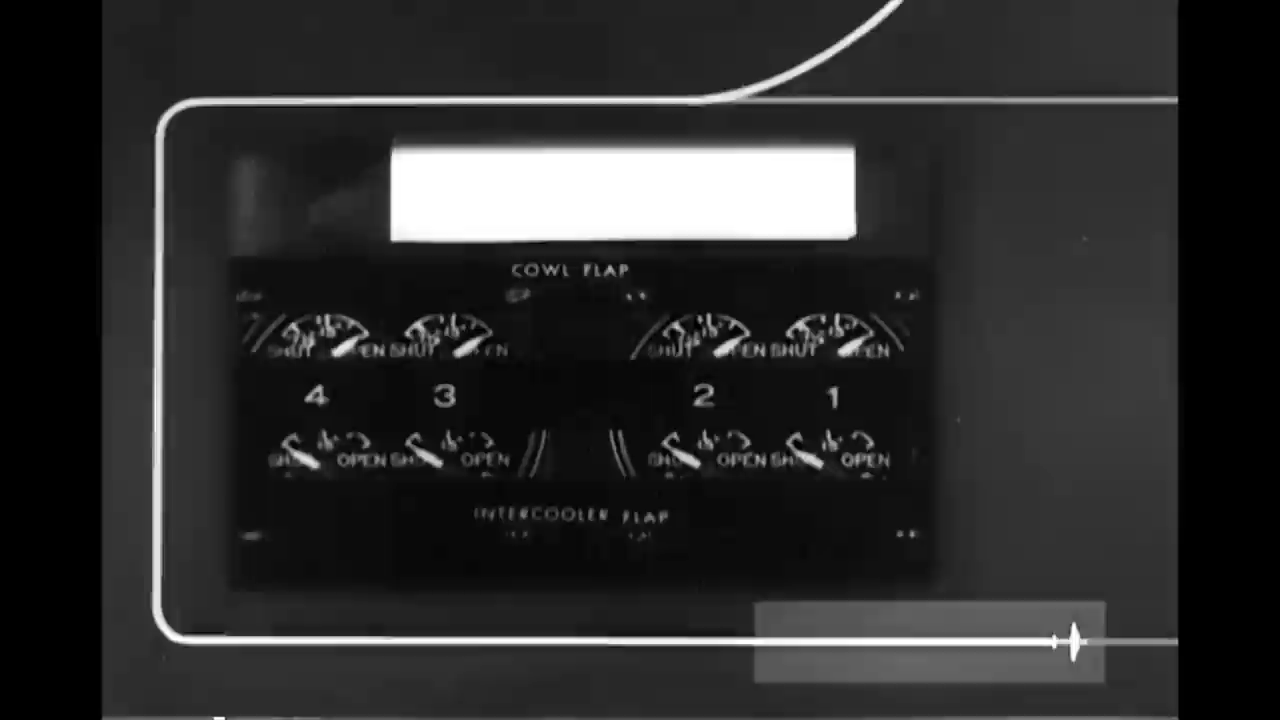 COWL FLAP
SHUT OPEN SHUT OPEN SHUT OPEN SHUT OPEN
4 3 2 1
OPEN OPEN OPEN OPEN
INTERCOOLER FLAP